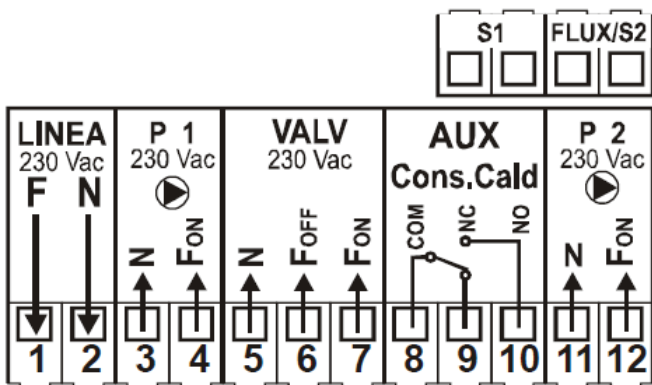 S1 FLUX/S2
LINEA P 1 VALV AUX P 2
230 Vac 230 Vac 230 Vac Cons.Cald 230 Vac
F N
N FON N FOFF FON COM NC NO N FON
1 2 3 4 5 6 7 8 9 10 11 12